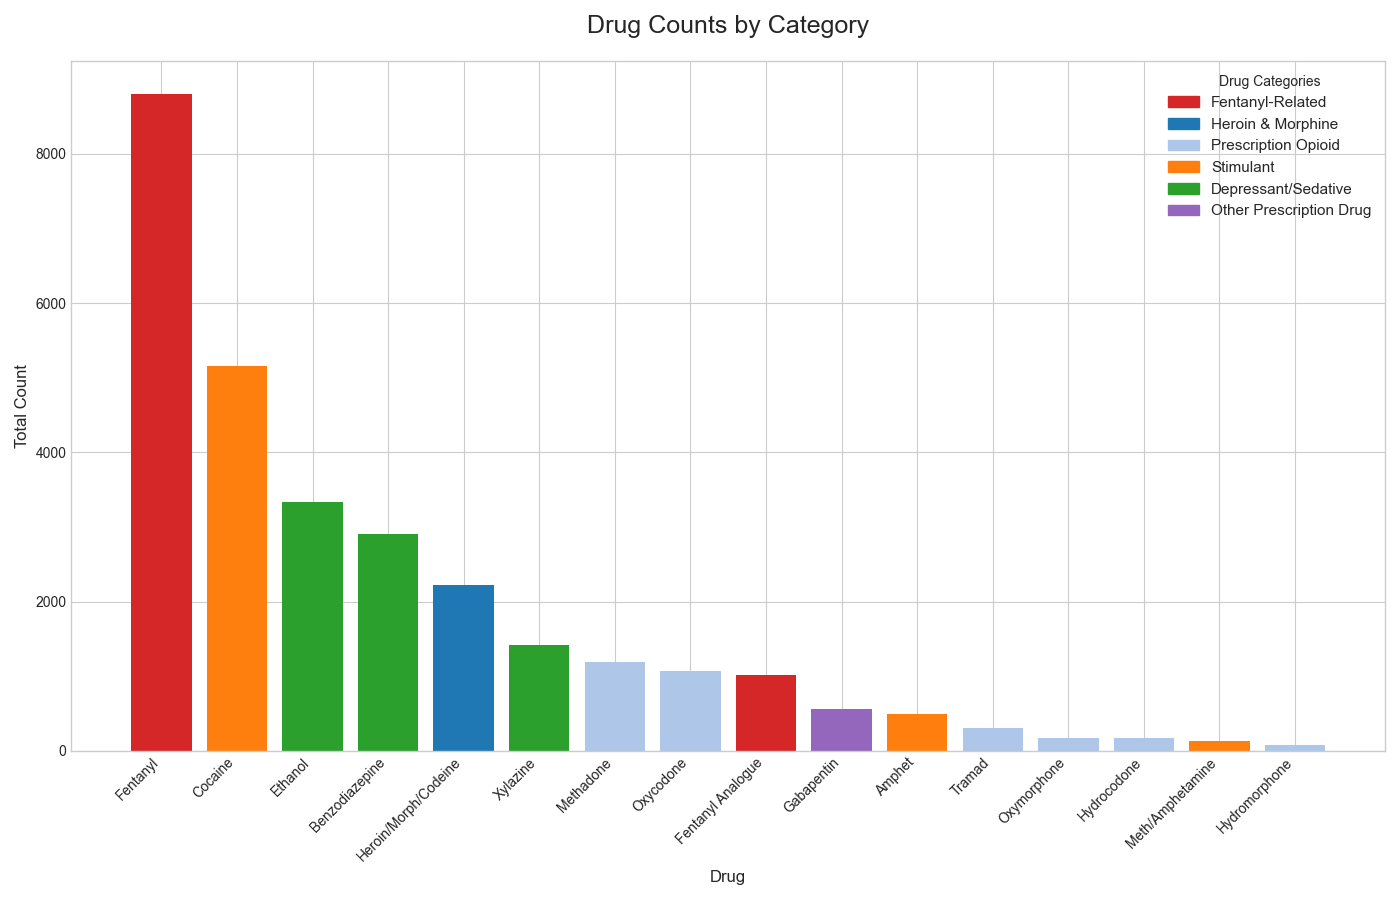 Drug Counts by Category
Drug Categories
Fentanyl-Related
Heroin & Morphine
Prescription Opioid
Stimulant
Depressant/Sedative
Other Prescription Drug
Total Count
8000
6000
4000
2000
0
Fentanyl
Cocaine
Ethanol
Benzodiazepine
Heroin/Morph/Codeine
Xylazine
Methadone
Oxycodone
Fentanyl Analogue
Gabapentin
Amphet
Tramad
Oxymorphone
Hydrocodone
Meth/Amphetamine
Hydromorphone
Drug